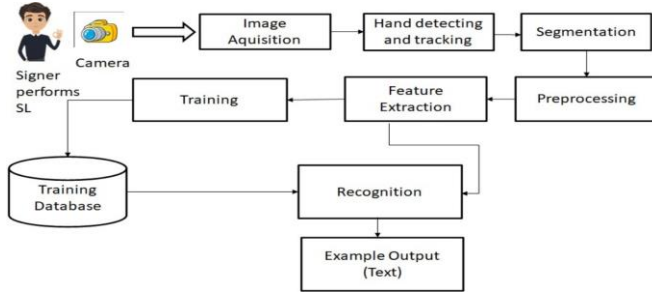 Signer
performs
SL
Camera
Image
Aquisition
Hand detecting
and tracking
Segmentation
Preprocessing
Feature
Extraction
Training
Training
Database
Recognition
Example Output
(Text)